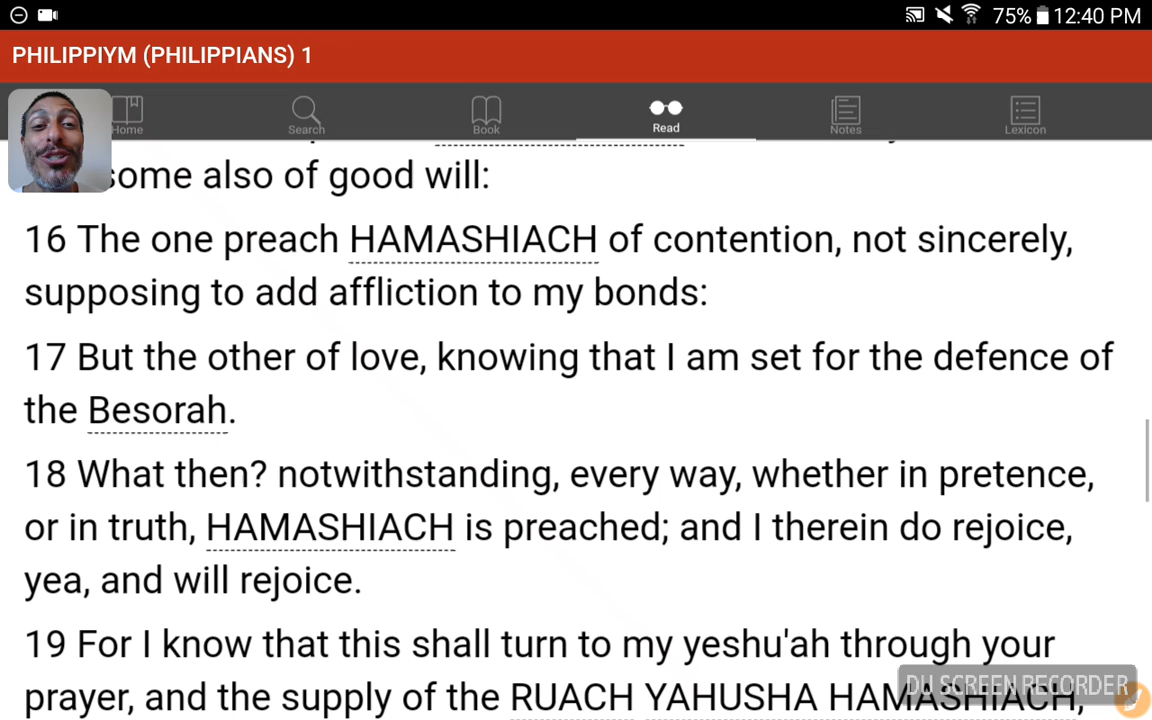 75% 12:40 PM
PHILIPPIYM (PHILIPPIANS) 1
Home Search Book Read Notes Lexicon
some also of good will:
16 The one preach HAMASHIACH of contention, not sincerely,
supposing to add affliction to my bonds:
17 But the other of love, knowing that I am set for the defence of
the Besorah.
18 What then? notwithstanding, every way, whether in pretence,
or in truth, HAMASHIACH is preached; and I therein do rejoice,
yea, and will rejoice.
19 For I know that this shall turn to my yeshu'ah through your
prayer, and the supply of the RUACH YAHUSHA HAMASHIACH,
DU SCREEN RECORDER